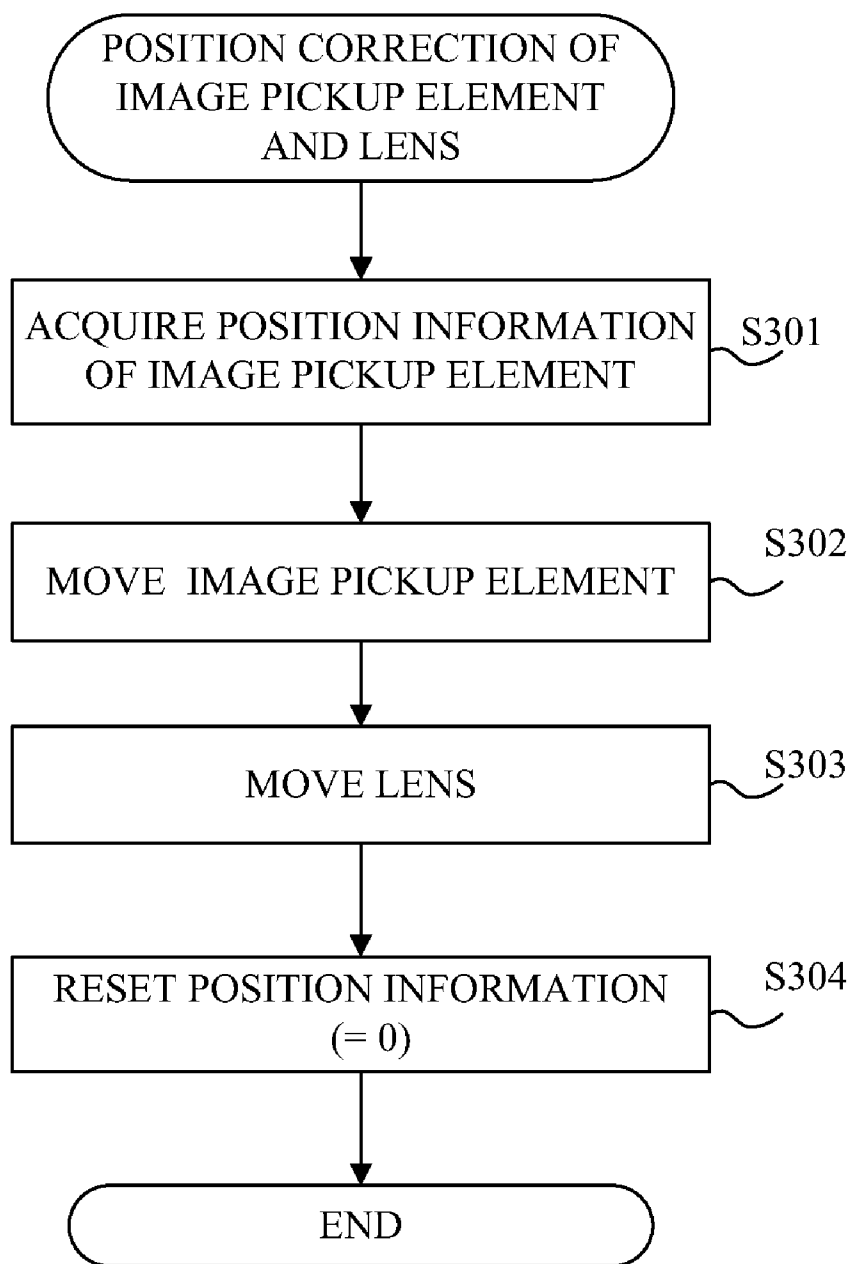 POSITION CORRECTION OF
IMAGE PICKUP ELEMENT
AND LENS
ACQUIRE POSITION INFORMATION
OF IMAGE PICKUP ELEMENT
S301
MOVE IMAGE PICKUP ELEMENT
S302
MOVE LENS
S303
RESET POSITION INFORMATION
(= 0)
S304
END